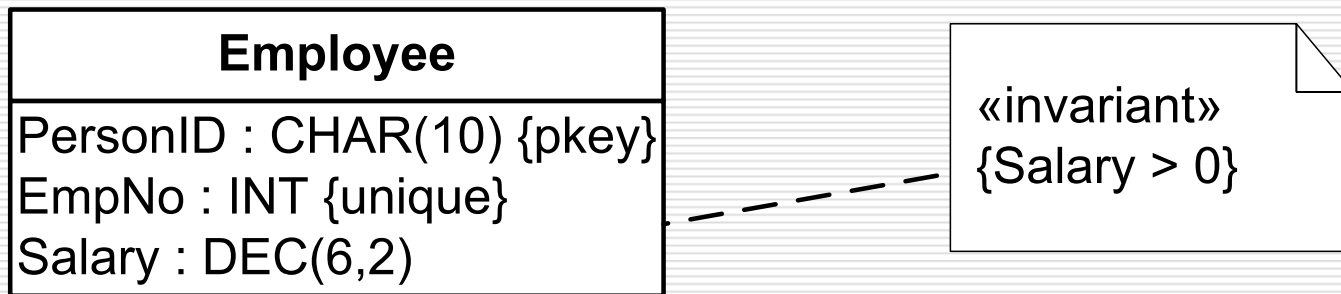 Employee
PersonID : CHAR(10) {pkey}
EmpNo : INT {unique}
Salary : DEC(6,2)
«invariant»
{Salary > 0}